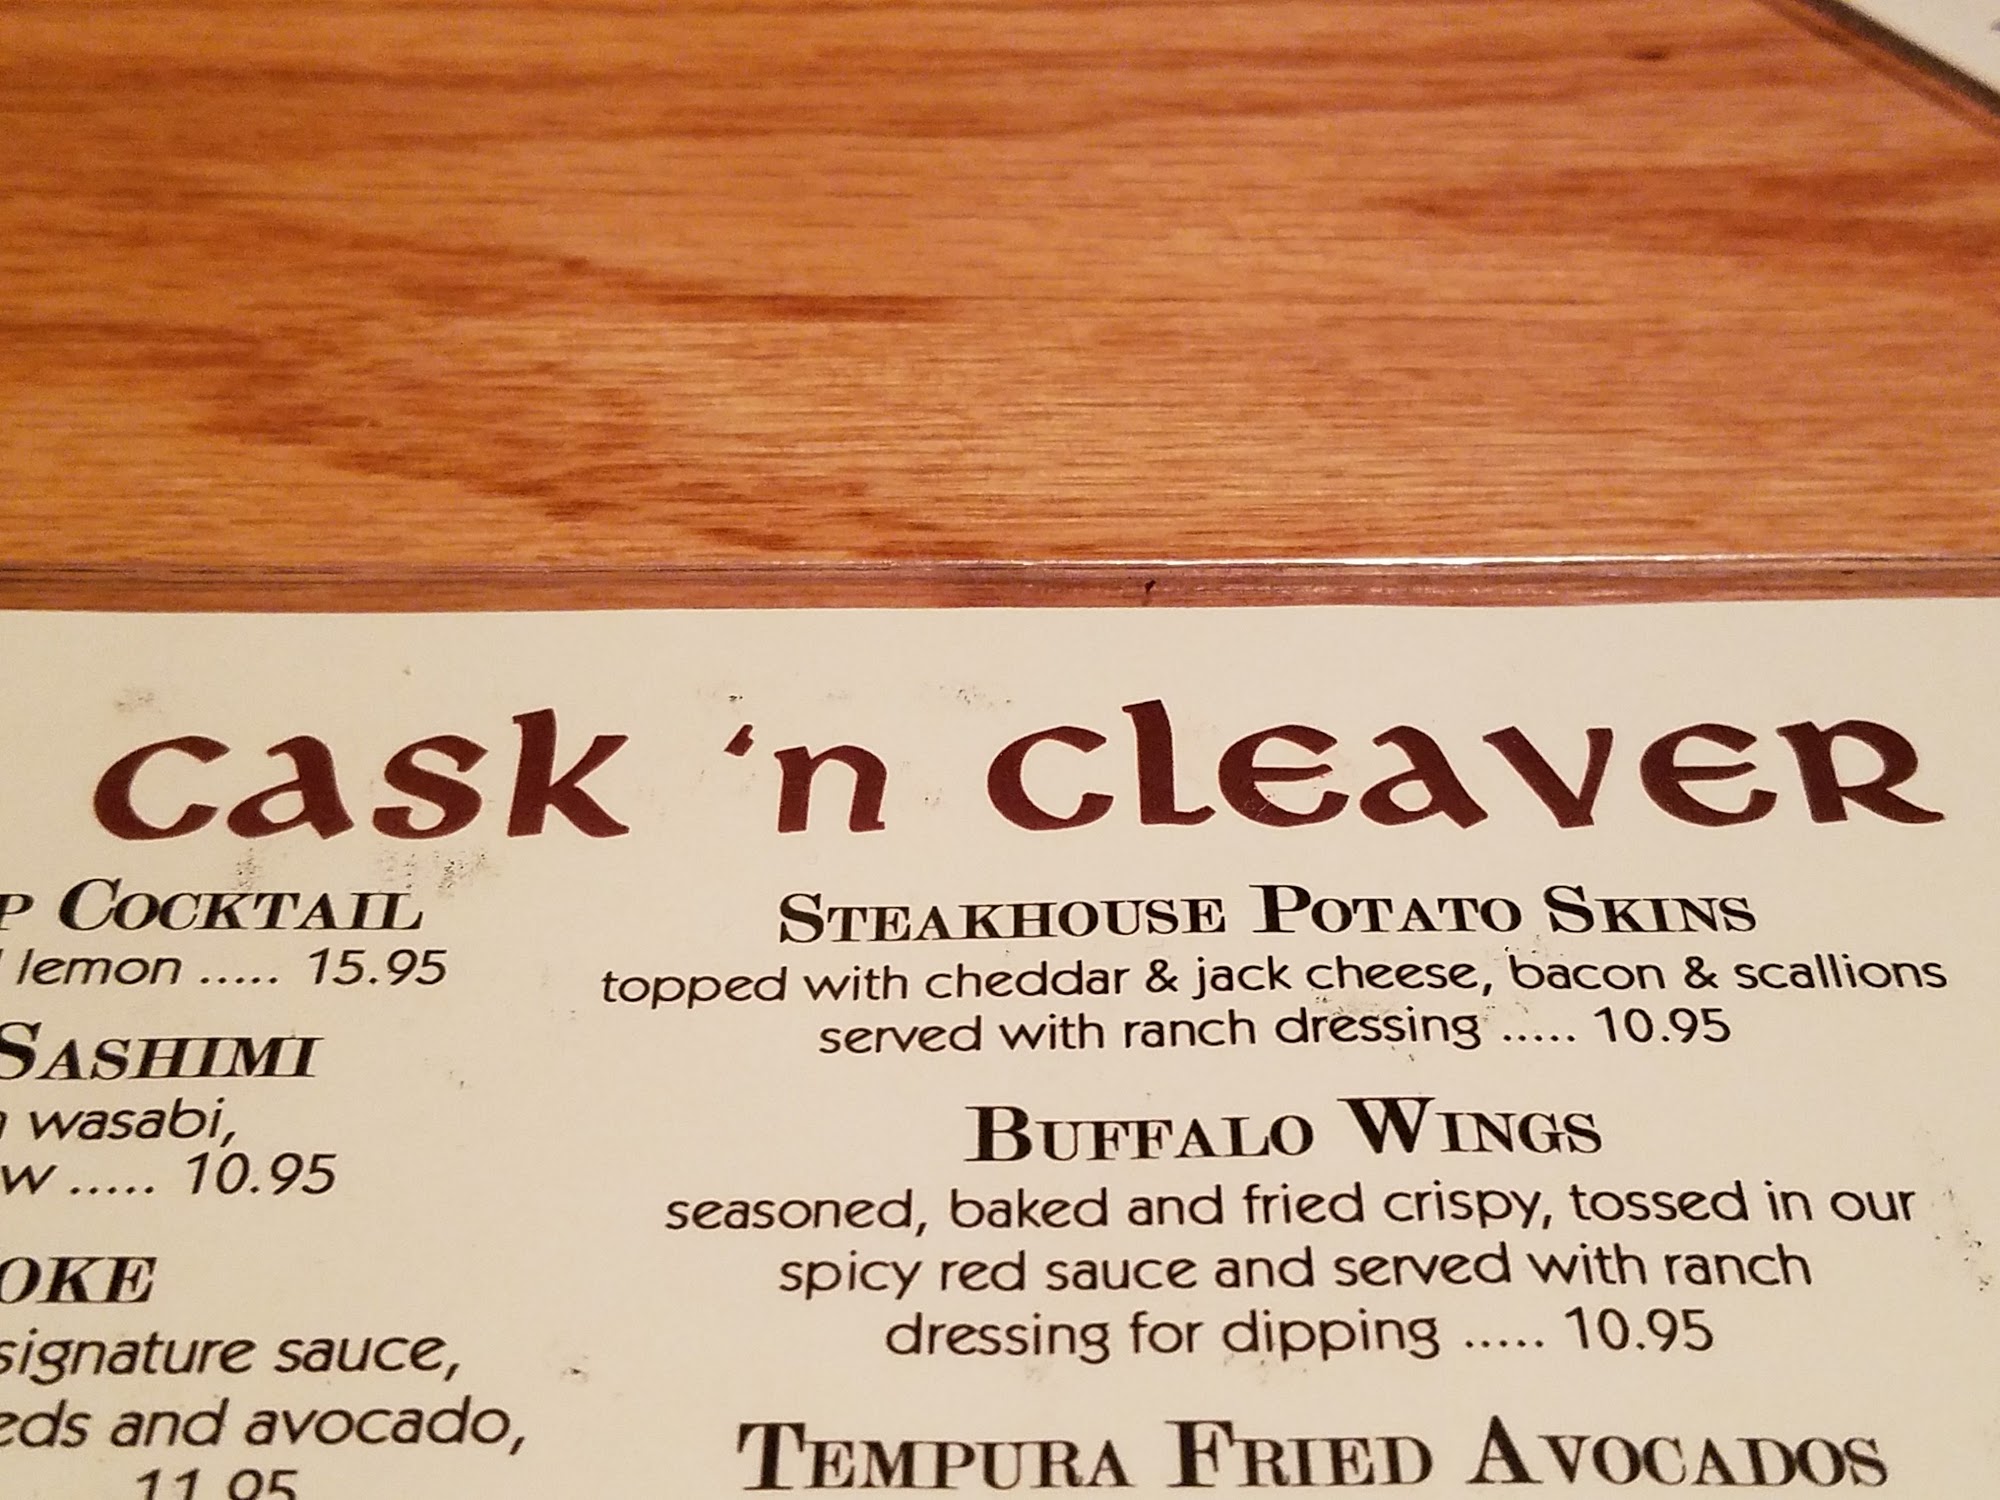 Cask 'n Cleaver
COCKTAIL
lemon ..... 15.95
SASHIMI
wasabi,
..... 10.95
signature sauce,
and avocado,
11.95
STEAKHOUSE POTATO SKINS
topped with cheddar & jack cheese, bacon & scallions
served with ranch dressing ..... 10.95
BUFFALO WINGS
seasoned, baked and fried crispy, tossed in our
spicy red sauce and served with ranch
dressing for dipping ..... 10.95
TEMPURA FRIED AVOCADOS